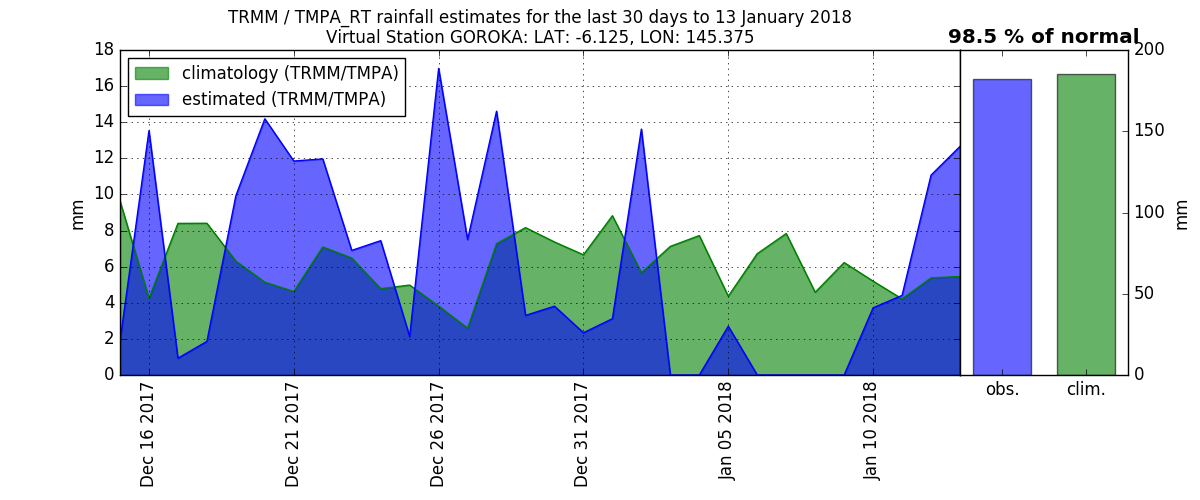 TRMM / TMPA_RT rainfall estimates for the last 30 days to 13 January 2018
Virtual Station GOROKA: LAT: -6.125, LON: 145.375
98.5 % of normal
climatology (TRMM/TMPA)
estimated (TRMM/TMPA)
18
16
14
12
10
8
6
4
2
0
mm
Dec 16 2017
Dec 21 2017
Dec 26 2017
Dec 31 2017
Jan 05 2018
Jan 10 2018
200
150
100
50
0
mm
obs.
clim.